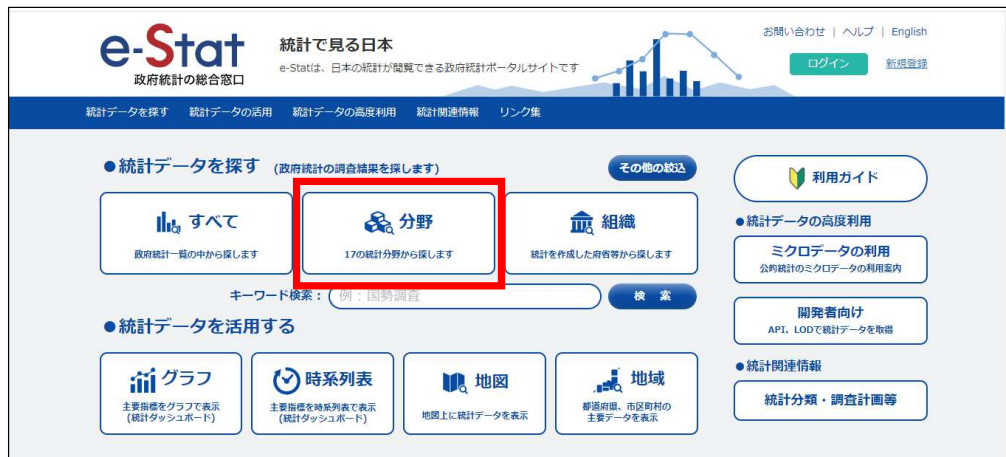 e-Stat
政府統計の総合窓口
統計で見る日本
e-Statは、日本の統計が閲覧できる政府統計ポータルサイトです
お問い合わせ | ヘルプ | English
ログイン 新規登録
統計データを探す 統計データの活用 統計データの高度利用 統計関連情報 リンク集
●統計データを探す (政府統計の調査結果を探します)
その他の絞込
すべて
政府統計一覧の中から探します
分野
17の統計分野から探します
組織
統計を作成した府省等から探します
キーワード検索：
例：国勢調査
検 索
●統計データを活用する
グラフ
主要指標をグラフで表示
(統計ダッシュボード)
時系列表
主要指標を時系列表で表示
(統計ダッシュボード)
地図
地図上に統計データを表示
地域
都道府県、市区町村の
主要データを表示
利用ガイド
●統計データの高度利用
ミクロデータの利用
公的統計のミクロデータの利用案内
開発者向け
API、LODで統計データを取得
●統計関連情報
統計分類・調査計画等